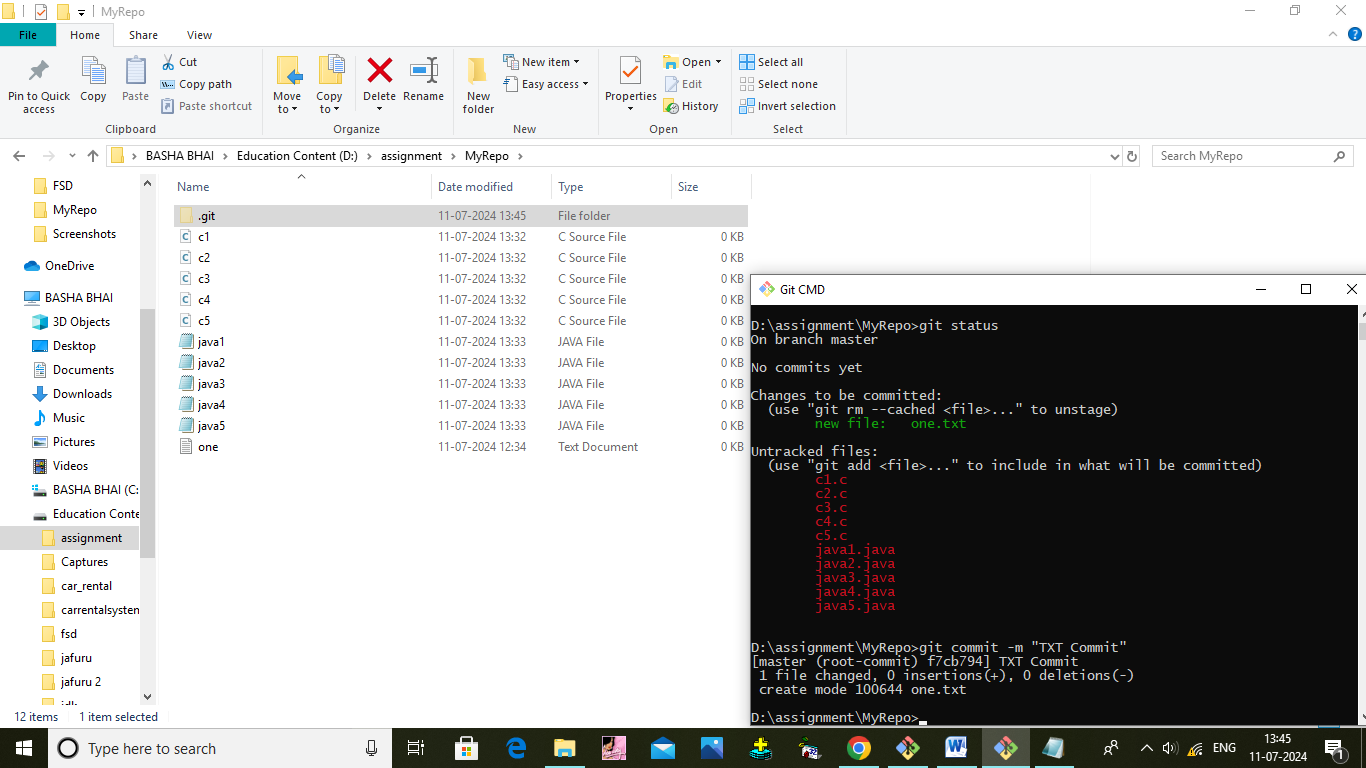 MyRepo
File Home Share View
Pin to Quick access
Copy
Paste
Cut
Copy path
Paste shortcut
Clipboard
Move to
Copy to
Delete
Rename
Organize
New folder
New item
Easy access
New
Properties
Open
Edit
History
Open
Select all
Select none
Invert selection
Select
BASHA BHAI > Education Content (D:) > assignment > MyRepo >
Search MyRepo
FSD
MyRepo
Screenshots
OneDrive
BASHA BHAI
3D Objects
Desktop
Documents
Downloads
Music
Pictures
Videos
BASHA BHAI (C:
Education Conte
assignment
Captures
car_rental
carrentalsystem
fsd
jafuru
jafuru 2
Name Date modified Type Size
.git 11-07-2024 13:45 File folder
c1 11-07-2024 13:32 C Source File 0 KB
c2 11-07-2024 13:32 C Source File 0 KB
c3 11-07-2024 13:32 C Source File 0 KB
c4 11-07-2024 13:32 C Source File 0 KB
c5 11-07-2024 13:32 C Source File 0 KB
java1 11-07-2024 13:33 JAVA File 0 KB
java2 11-07-2024 13:33 JAVA File 0 KB
java3 11-07-2024 13:33 JAVA File 0 KB
java4 11-07-2024 13:33 JAVA File 0 KB
java5 11-07-2024 13:33 JAVA File 0 KB
one 11-07-2024 12:34 Text Document 0 KB
12 items 1 item selected
Git CMD
D:\assignment\MyRepo>git status
On branch master
No commits yet
Changes to be committed:
(use "git rm --cached <file>..." to unstage)
new file: one.txt
Untracked files:
(use "git add <file>..." to include in what will be committed)
c1.c
c2.c
c3.c
c4.c
c5.c
java1.java
java2.java
java3.java
java4.java
java5.java
D:\assignment\MyRepo>git commit -m "TXT Commit"
[master (root-commit) f7cb794] TXT Commit
1 file changed, 0 insertions(+), 0 deletions(-)
create mode 100644 one.txt
D:\assignment\MyRepo>
Type here to search
ENG
13:45
11-07-2024
1